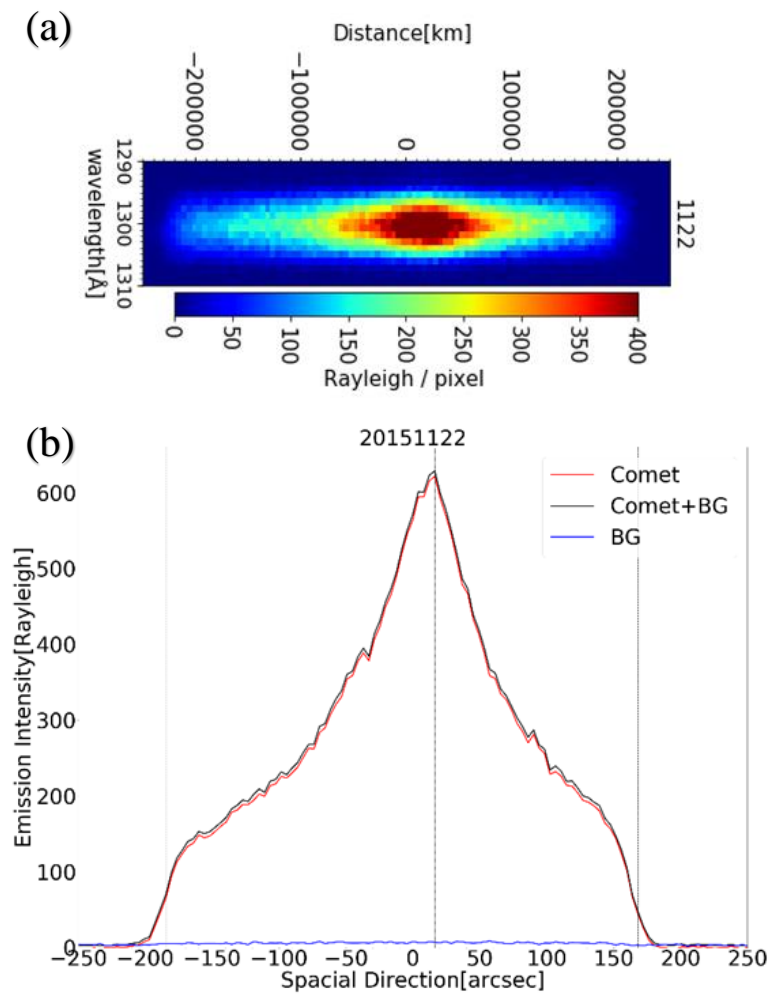 (a)
Distance[km]
−200000 −100000 0 100000 200000
1290 1300 1310
wavelength[Å]
1122
0 50 100 150 200 250 300 350 400
Rayleigh / pixel
(b)
20151122
Comet
Comet+BG
BG
600
500
400
300
200
100
0
Emission Intensity[Rayleigh]
−250 −200 −150 −100 −50 0 50 100 150 200 250
Spacial Direction[arcsec]